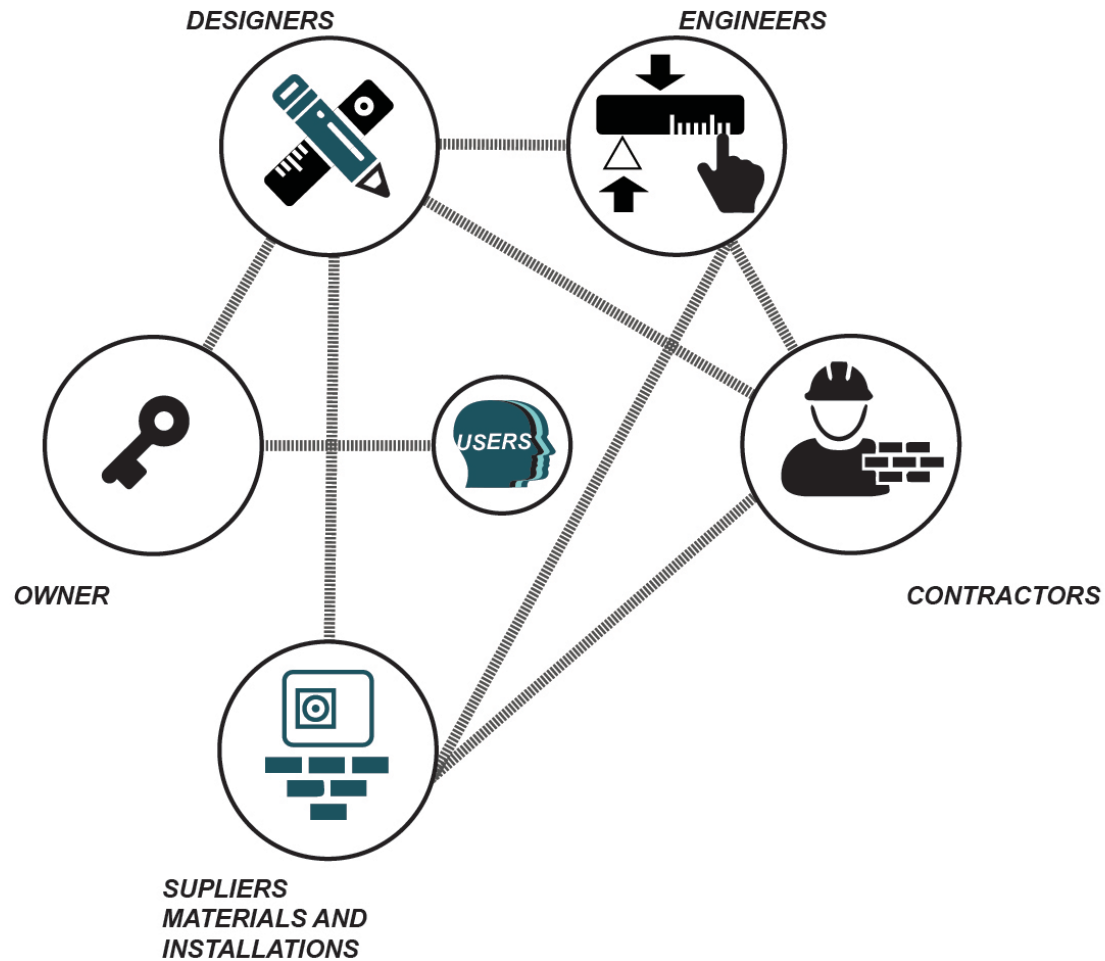 DESIGNERS
ENGINEERS
USERS
OWNER
CONTRACTORS
SUPLIERS
MATERIALS AND
INSTALLATIONS